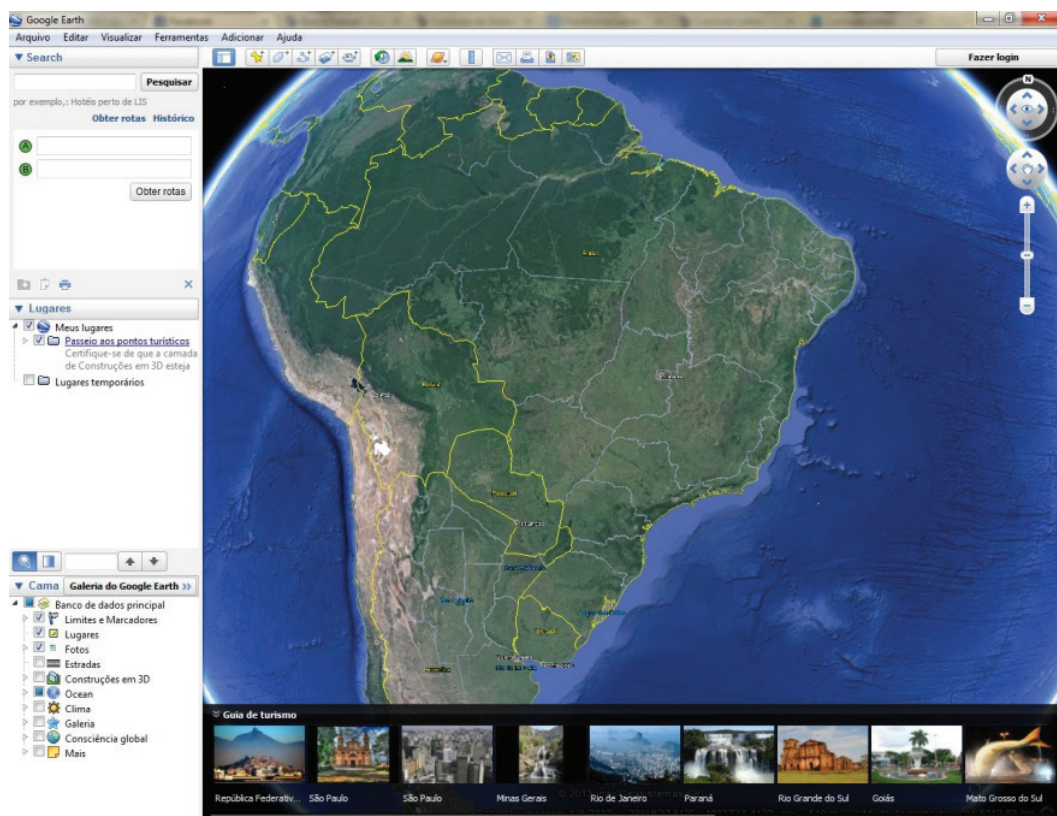 Google Earth
Arquivo Editar Visualizar Ferramentas Adicionar Ajuda
Search
Fazer login
N
Pesquisar
por exemplo,: Hotéis perto de LIS
Obter rotas Histórico
A
B
Obter rotas
Lugares
Meus lugares
Passeio aos pontos turísticos
Certifique-se de que a camada
de Construções em 3D esteja
Lugares temporários
Brasil
Cama Galeria do Google Earth >>
Banco de dados principal
Limites e Marcadores
Lugares
Fotos
Estradas
Construções em 3D
Ocean
Clima
Galeria
Consciência global
Mais
Guia de turismo
República Federativ... São Paulo São Paulo Minas Gerais Rio de Janeiro Paraná Rio Grande do Sul Goiás Mato Grosso do Sul